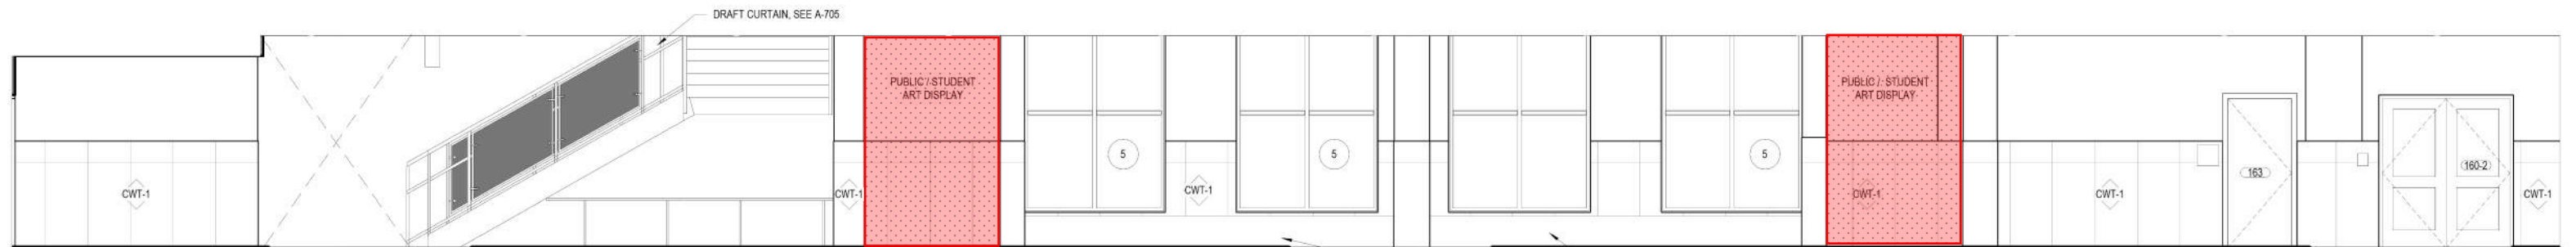 DRAFT CURTAIN, SEE A-705
PUBLIC / STUDENT
ART DISPLAY
PUBLIC / STUDENT
ART DISPLAY
5
5
5
160-2
163
CWT-1
CWT-1
CWT-1
CWT-1
CWT-1
CWT-1